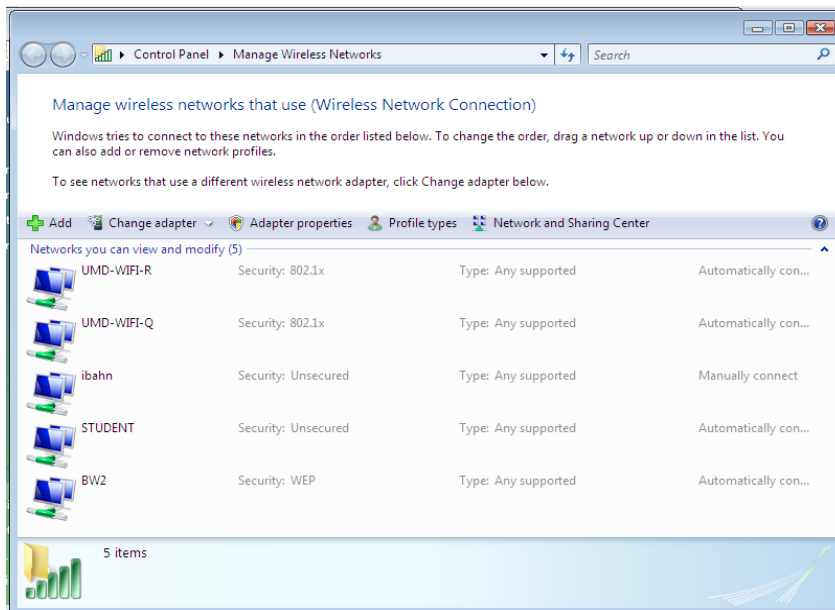 Control Panel Manage Wireless Networks Search
Manage wireless networks that use (Wireless Network Connection)
Windows tries to connect to these networks in the order listed below. To change the order, drag a network up or down in the list. You
can also add or remove network profiles.
To see networks that use a different wireless network adapter, click Change adapter below.
Add Change adapter Adapter properties Profile types Network and Sharing Center
Networks you can view and modify (5)
UMD-WIFI-R Security: 802.1x Type: Any supported Automatically con...
UMD-WIFI-Q Security: 802.1x Type: Any supported Automatically con...
ibahn Security: Unsecured Type: Any supported Manually connect
STUDENT Security: Unsecured Type: Any supported Automatically con...
BW2 Security: WEP Type: Any supported Automatically con...
5 items